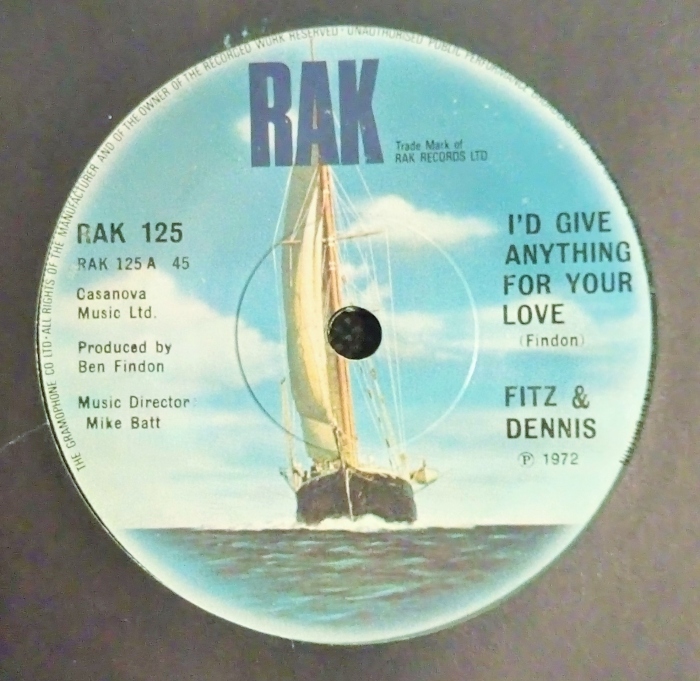 THE GRAMOPHONE CO LTD·ALL RIGHTS OF THE MANUFACTURER AND OF THE OWNER OF THE RECORDED WORK RESERVED·UNAUTHORISED PUBLIC PERFORMANCE
RAK
Trade Mark of
RAK RECORDS LTD
RAK 125
RAK 125 A 45
Casanova
Music Ltd.
Produced by
Ben Findon
Music Director
Mike Batt
I'D GIVE
ANYTHING
FOR YOUR
LOVE
(Findon)
FITZ &
DENNIS
℗ 1972